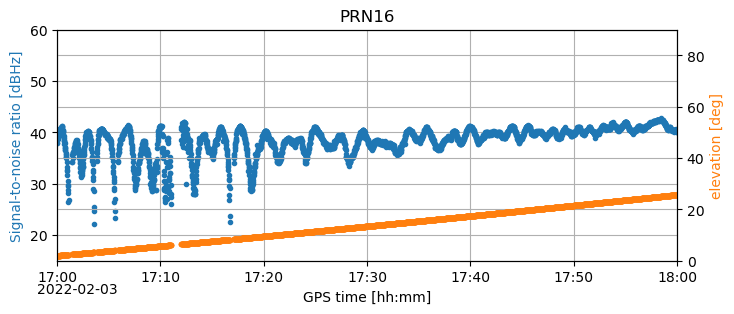 PRN16
Signal-to-noise ratio [dBHz]
60
50
40
30
20
80
60
40
20
0
elevation [deg]
17:00 17:10 17:20 17:30 17:40 17:50 18:00
2022-02-03
GPS time [hh:mm]